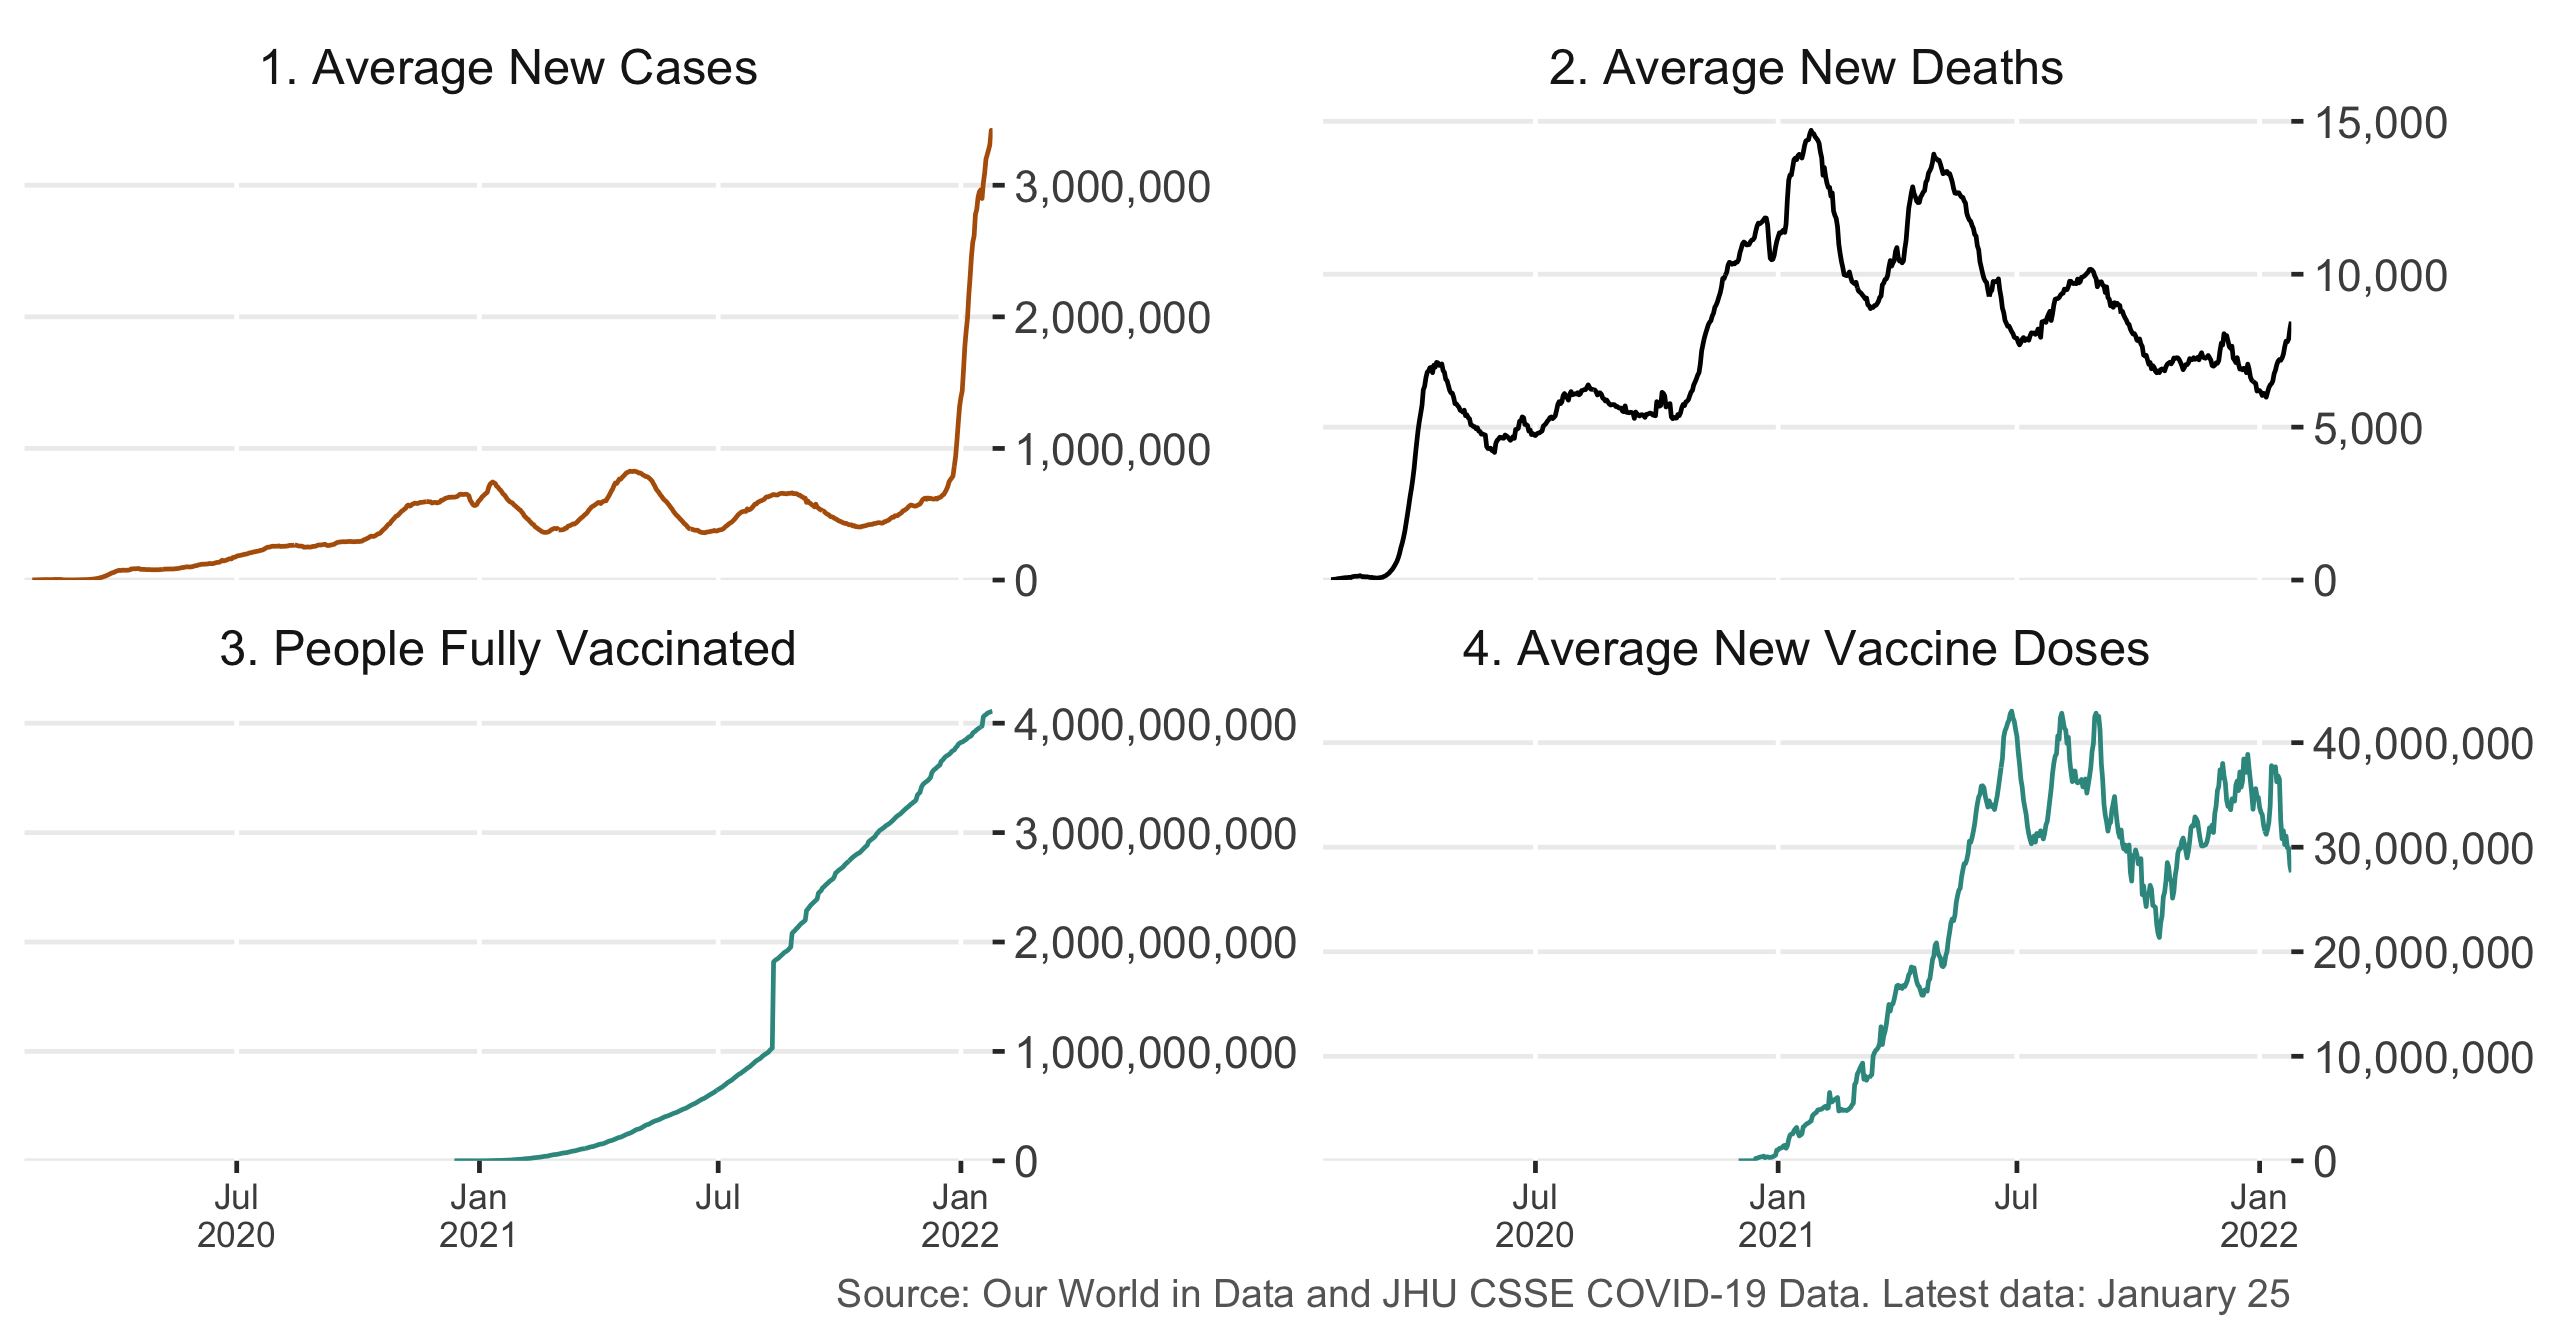 1. Average New Cases
3,000,000
2,000,000
1,000,000
0
2. Average New Deaths
15,000
10,000
5,000
0
3. People Fully Vaccinated
4,000,000,000
3,000,000,000
2,000,000,000
1,000,000,000
0
Jul Jan Jul Jan
2020 2021 2022
4. Average New Vaccine Doses
40,000,000
30,000,000
20,000,000
10,000,000
0
Jul Jan Jul Jan
2020 2021 2022
Source: Our World in Data and JHU CSSE COVID-19 Data. Latest data: January 25